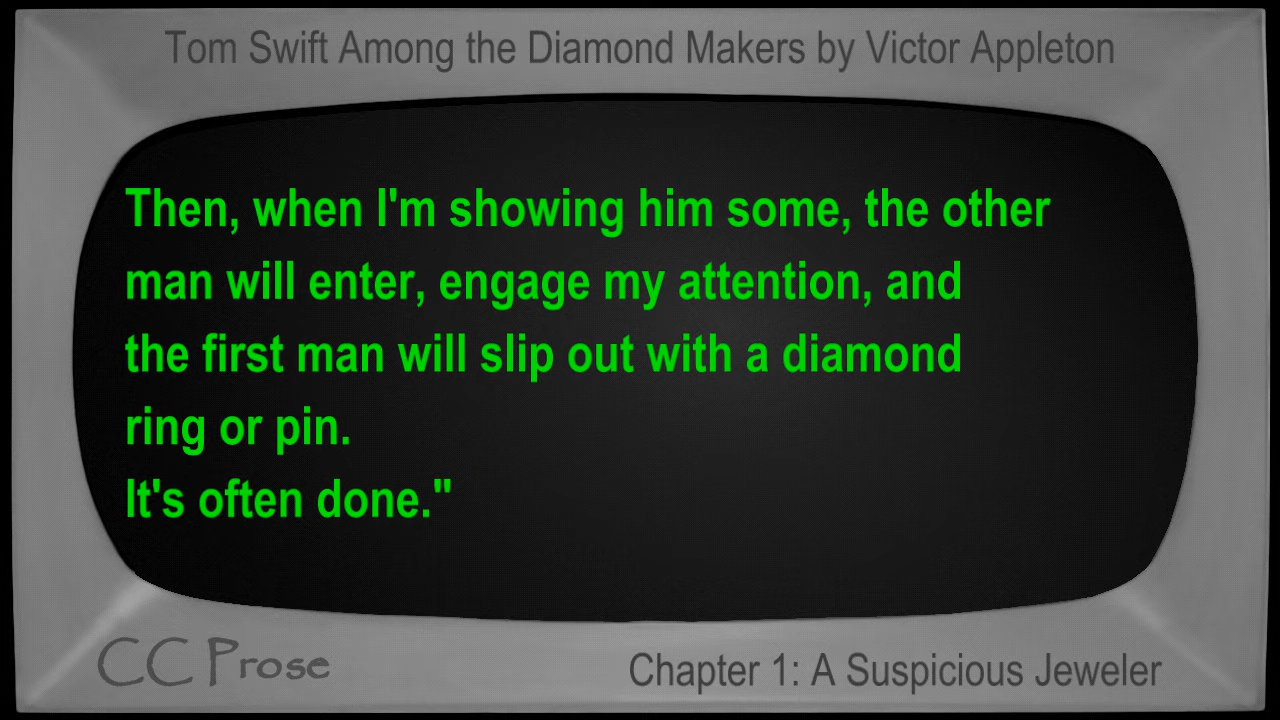 Tom Swift Among the Diamond Makers by Victor Appleton
Then, when I'm showing him some, the other
man will enter, engage my attention, and
the first man will slip out with a diamond
ring or pin.
It's often done."
CC Prose
Chapter 1: A Suspicious Jeweler